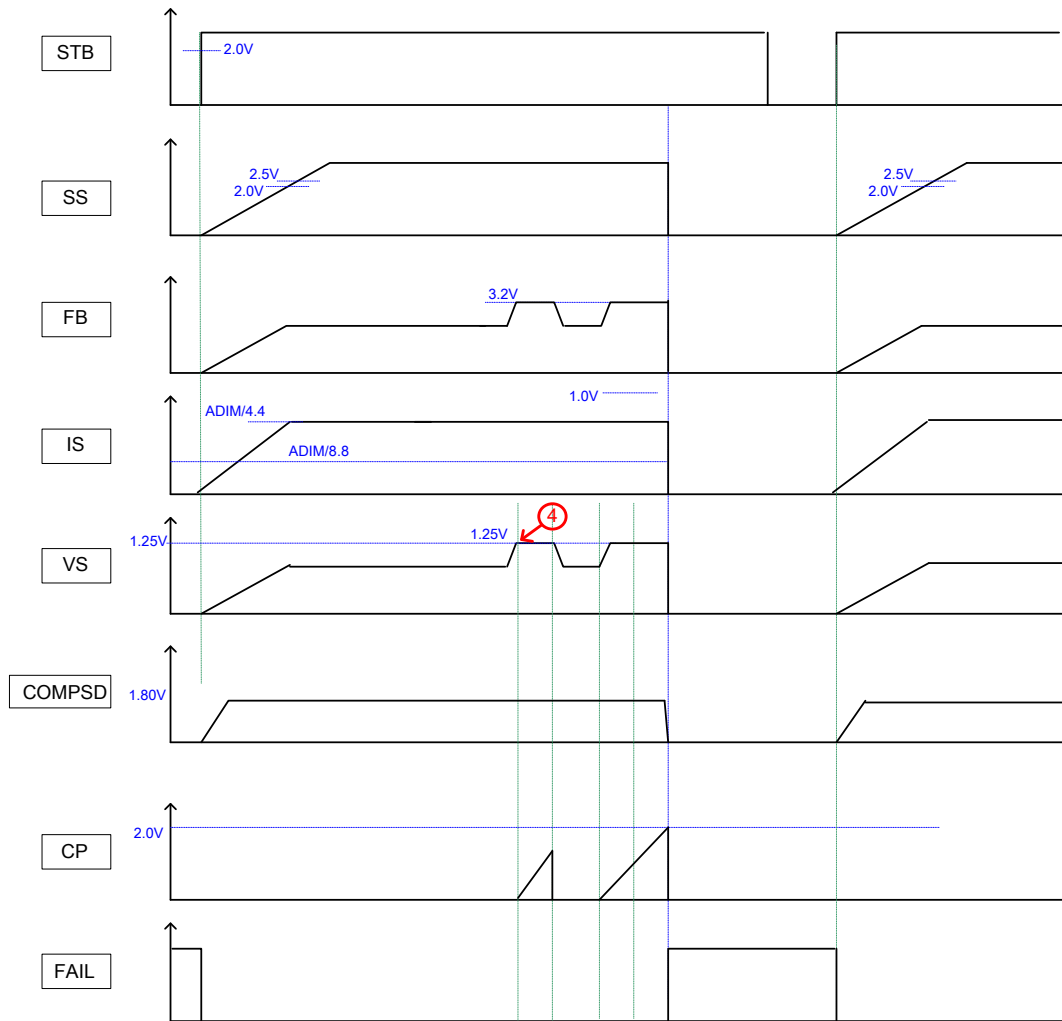 STB
2.0V
SS
2.5V
2.0V
2.5V
2.0V
FB
3.2V
IS
ADIM/4.4
1.0V
ADIM/8.8
VS
1.25V
1.25V
4
COMPSD
1.80V
CP
2.0V
FAIL